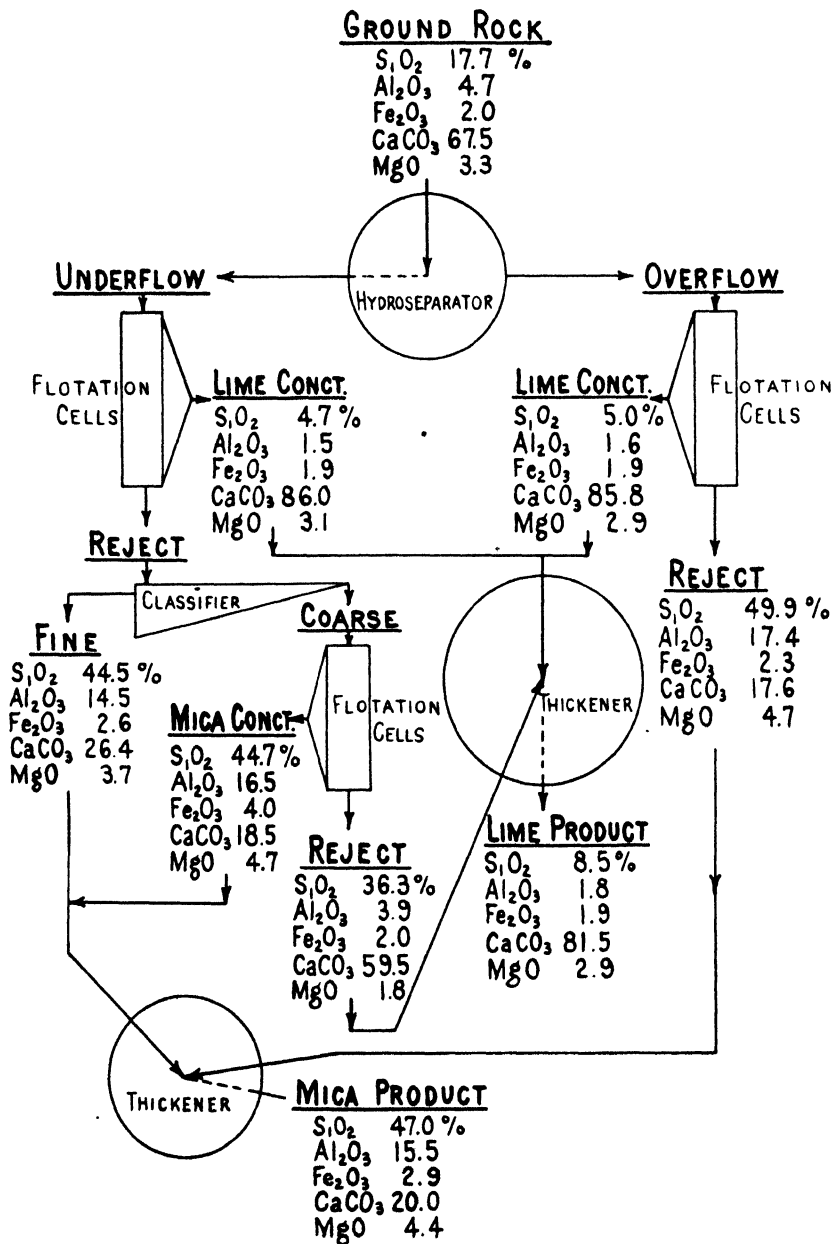 GROUND ROCK
SiO2 17.7 %
Al2O3 4.7
Fe2O3 2.0
CaCO3 67.5
MgO 3.3
UNDERFLOW
HYDROSEPARATOR
OVERFLOW
FLOTATION
CELLS
LIME CONCT.
SiO2 4.7 %
Al2O3 1.5
Fe2O3 1.9
CaCO3 86.0
MgO 3.1
LIME CONCT.
SiO2 5.0 %
Al2O3 1.6
Fe2O3 1.9
CaCO3 85.8
MgO 2.9
FLOTATION
CELLS
REJECT
CLASSIFIER
FINE
SiO2 44.5 %
Al2O3 14.5
Fe2O3 2.6
CaCO3 26.4
MgO 3.7
COARSE
FLOTATION
CELLS
MICA CONCT.
SiO2 44.7 %
Al2O3 16.5
Fe2O3 4.0
CaCO3 18.5
MgO 4.7
REJECT
SiO2 36.3 %
Al2O3 3.9
Fe2O3 2.0
CaCO3 59.5
MgO 1.8
THICKENER
LIME PRODUCT
SiO2 8.5 %
Al2O3 1.8
Fe2O3 1.9
CaCO3 81.5
MgO 2.9
REJECT
SiO2 49.9 %
Al2O3 17.4
Fe2O3 2.3
CaCO3 17.6
MgO 4.7
THICKENER
MICA PRODUCT
SiO2 47.0 %
Al2O3 15.5
Fe2O3 2.9
CaCO3 20.0
MgO 4.4